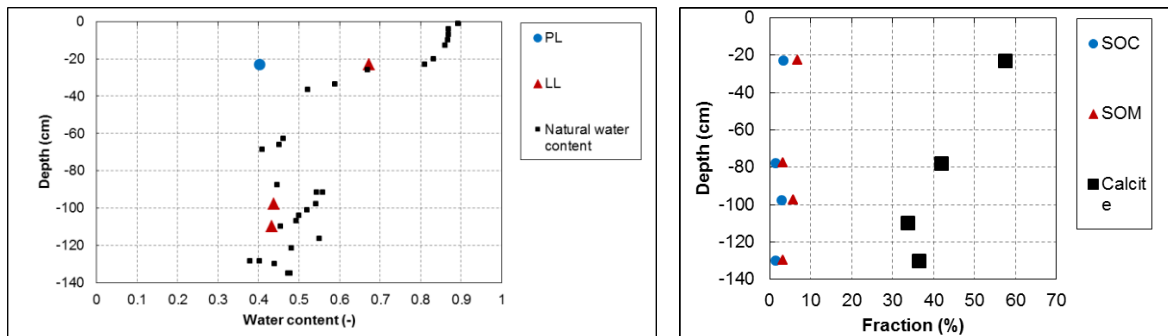 0
-20
-40
-60
-80
-100
-120
-140
Depth (cm)
0 0.1 0.2 0.3 0.4 0.5 0.6 0.7 0.8 0.9 1
Water content (-)
PL
LL
Natural water
content
0
-20
-40
-60
-80
-100
-120
-140
Depth (cm)
0 10 20 30 40 50 60 70
Fraction (%)
SOC
SOM
Calcit
e